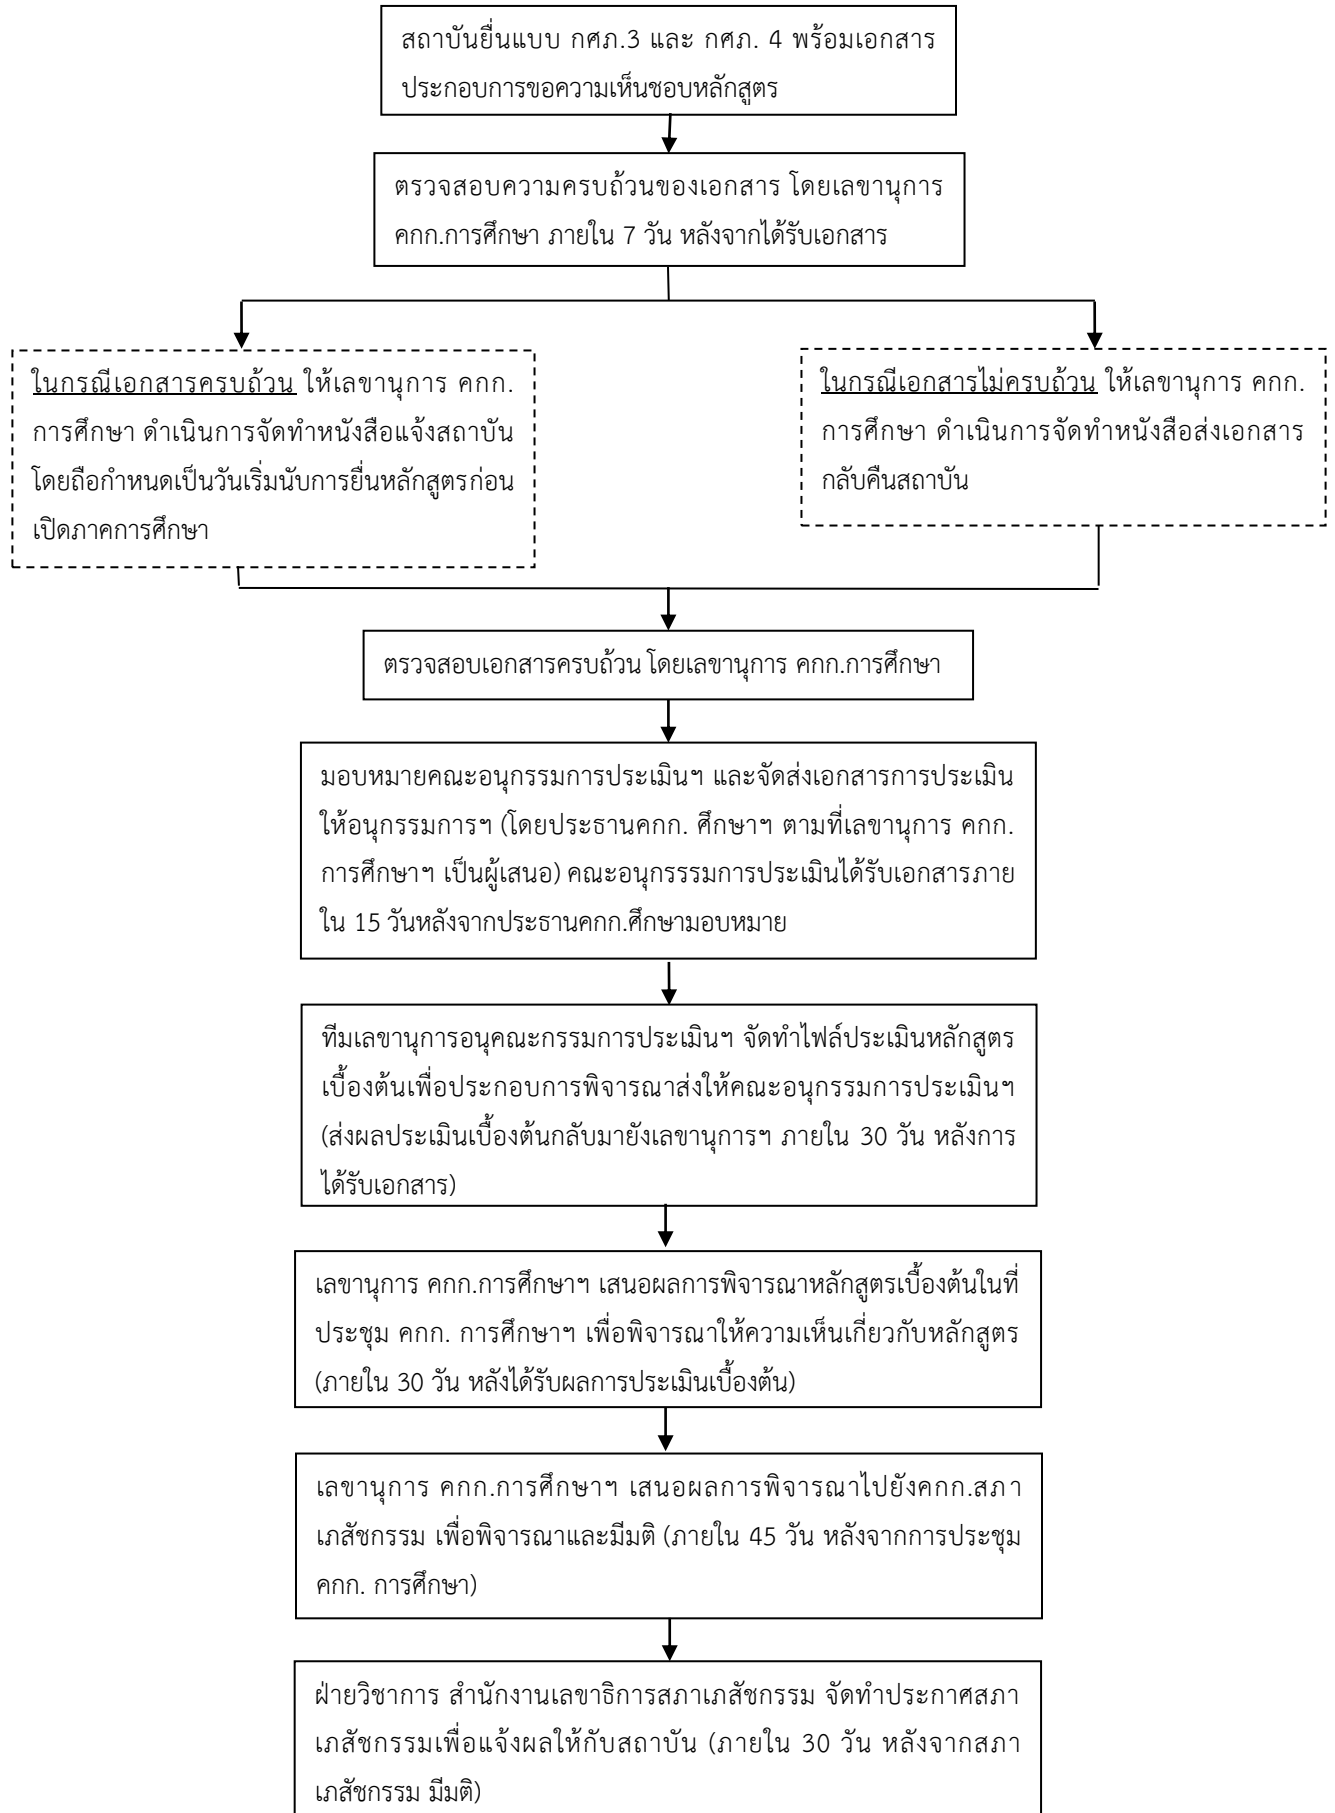 สถาบันยื่นแบบ กศภ.3 และ กศภ. 4 พร้อมเอกสาร
ประกอบการขอความเห็นชอบหลักสูตร
ตรวจสอบความครบถ้วนของเอกสาร โดยเลขานุการ
คกก.การศึกษา ภายใน 7 วัน หลังจากได้รับเอกสาร
ในกรณีเอกสารครบถ้วน ให้เลขานุการ คกก.
การศึกษา ดำเนินการจัดทำหนังสือแจ้งสถาบัน
โดยถือกำหนดเป็นวันเริ่มนับการยื่นหลักสูตรก่อน
เปิดภาคการศึกษา
ในกรณีเอกสารไม่ครบถ้วน ให้เลขานุการ คกก.
การศึกษา ดำเนินการจัดทำหนังสือส่งเอกสาร
กลับคืนสถาบัน
ตรวจสอบเอกสารครบถ้วน โดยเลขานุการ คกก.การศึกษา
มอบหมายคณะอนุกรรมการประเมินฯ และจัดส่งเอกสารการประเมิน
ให้อนุกรรมการฯ (โดยประธานคกก. ศึกษาฯ ตามที่เลขานุการ คกก.
การศึกษาฯ เป็นผู้เสนอ) คณะอนุกรรรมการประเมินได้รับเอกสารภาย
ใน 15 วันหลังจากประธานคกก.ศึกษามอบหมาย
ทีมเลขานุการอนุคณะกรรมการประเมินฯ จัดทำไฟล์ประเมินหลักสูตร
เบื้องต้นเพื่อประกอบการพิจารณาส่งให้คณะอนุกรรมการประเมินฯ
(ส่งผลประเมินเบื้องต้นกลับมายังเลขานุการฯ ภายใน 30 วัน หลังการ
ได้รับเอกสาร)
เลขานุการ คกก.การศึกษาฯ เสนอผลการพิจารณาหลักสูตรเบื้องต้นในที่
ประชุม คกก. การศึกษาฯ เพื่อพิจารณาให้ความเห็นเกี่ยวกับหลักสูตร
(ภายใน 30 วัน หลังได้รับผลการประเมินเบื้องต้น)
เลขานุการ คกก.การศึกษาฯ เสนอผลการพิจารณาไปยังคกก.สภา
เภสัชกรรม เพื่อพิจารณาและมีมติ (ภายใน 45 วัน หลังจากการประชุม
คกก. การศึกษา)
ฝ่ายวิชาการ สำนักงานเลขาธิการสภาเภสัชกรรม จัดทำประกาศสภา
เภสัชกรรมเพื่อแจ้งผลให้กับสถาบัน (ภายใน 30 วัน หลังจากสภา
เภสัชกรรม มีมติ)